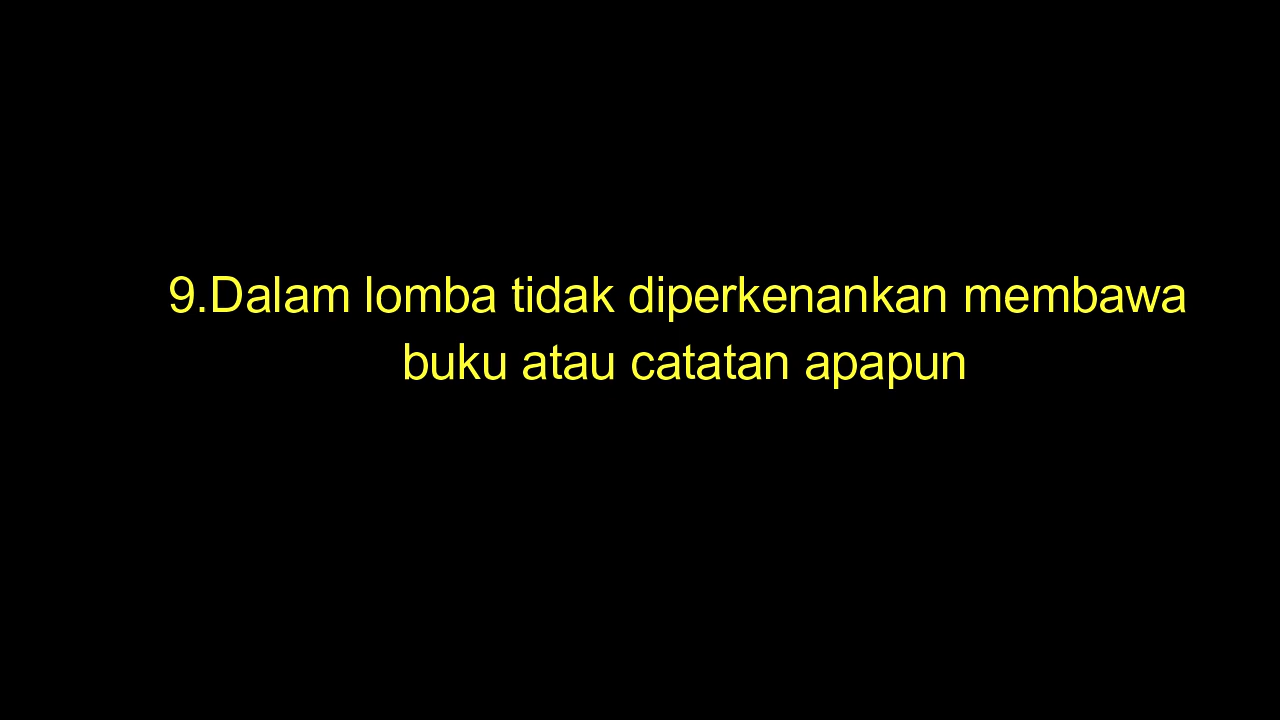 9.Dalam lomba tidak diperkenankan membawa
buku atau catatan apapun